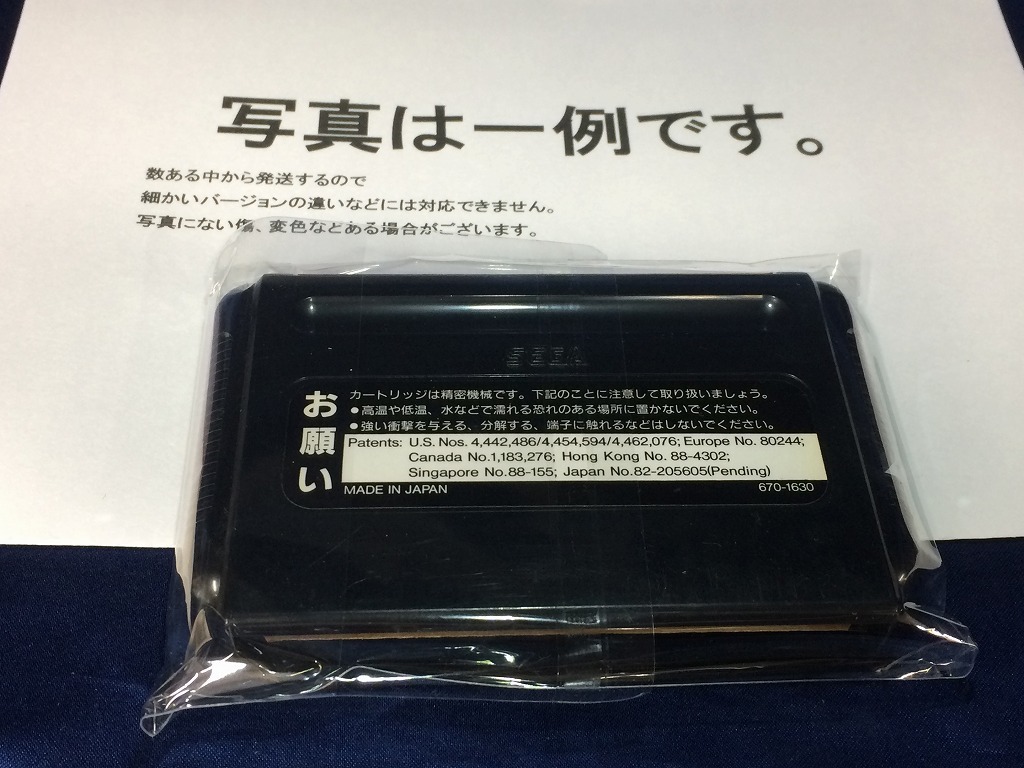 写真は一例です。
数ある中から発送するので
細かいバージョンの違いなどには対応できません。
写真にない傷、変色などある場合がございます。
SEGA
お願い
カートリッジは精密機械です。下記のことに注意して取り扱いましょう。
●高温や低温、水などで濡れる恐れのある場所に置かないでください。
●強い衝撃を与える、分解する、端子に触れるなどはしないでください。
Patents: U.S. Nos. 4,442,486/4,454,594/4,462,076; Europe No. 80244;
Canada No.1,183,276; Hong Kong No. 88-4302;
Singapore No.88-155; Japan No.82-205605(Pending)
MADE IN JAPAN
670-1630